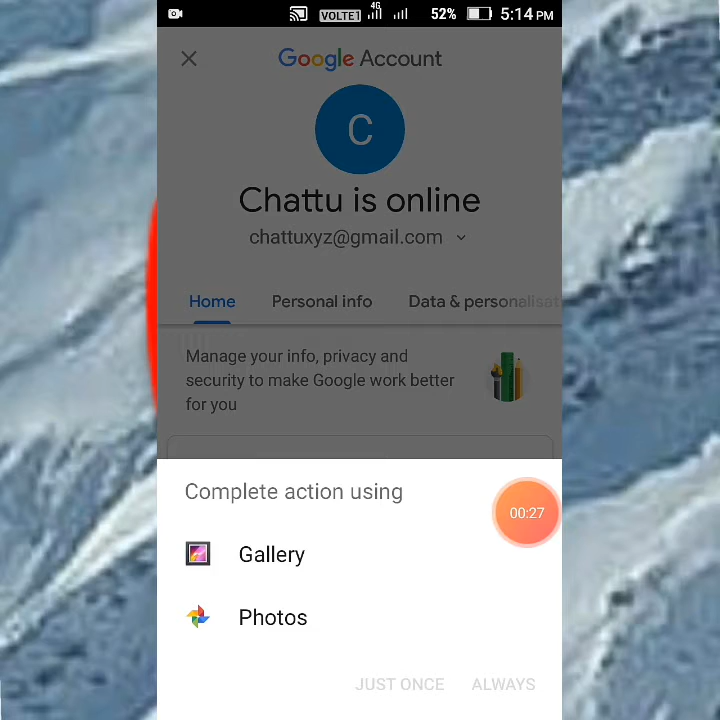 VOLTE1 4G 52% 5:14 PM
Google Account
C
Chattu is online
chattuxyz@gmail.com
Home Personal info Data & personalisat
Manage your info, privacy and
security to make Google work better
for you
Complete action using
00:27
Gallery
Photos
JUST ONCE ALWAYS